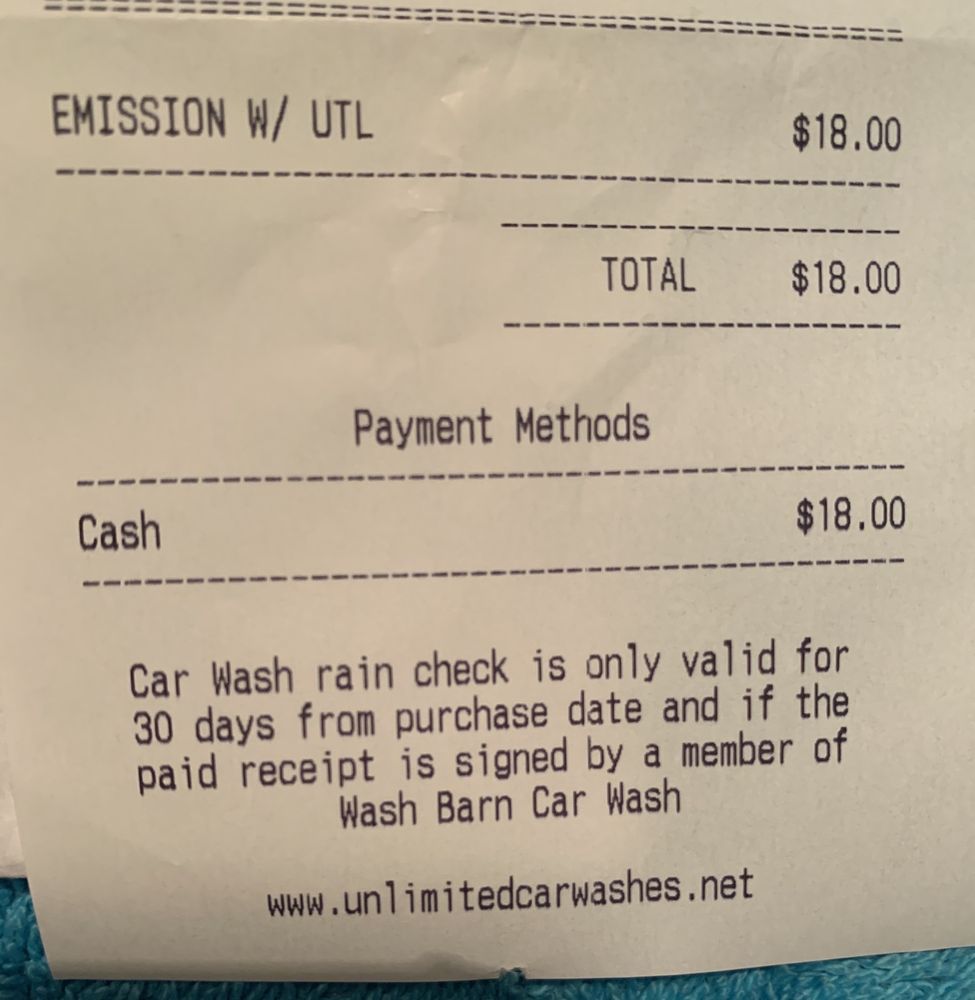 EMISSION W/ UTL $18.00
TOTAL $18.00
Payment Methods
Cash $18.00
Car Wash rain check is only valid for
30 days from purchase date and if the
paid receipt is signed by a member of
Wash Barn Car Wash
www.unlimitedcarwashes.net